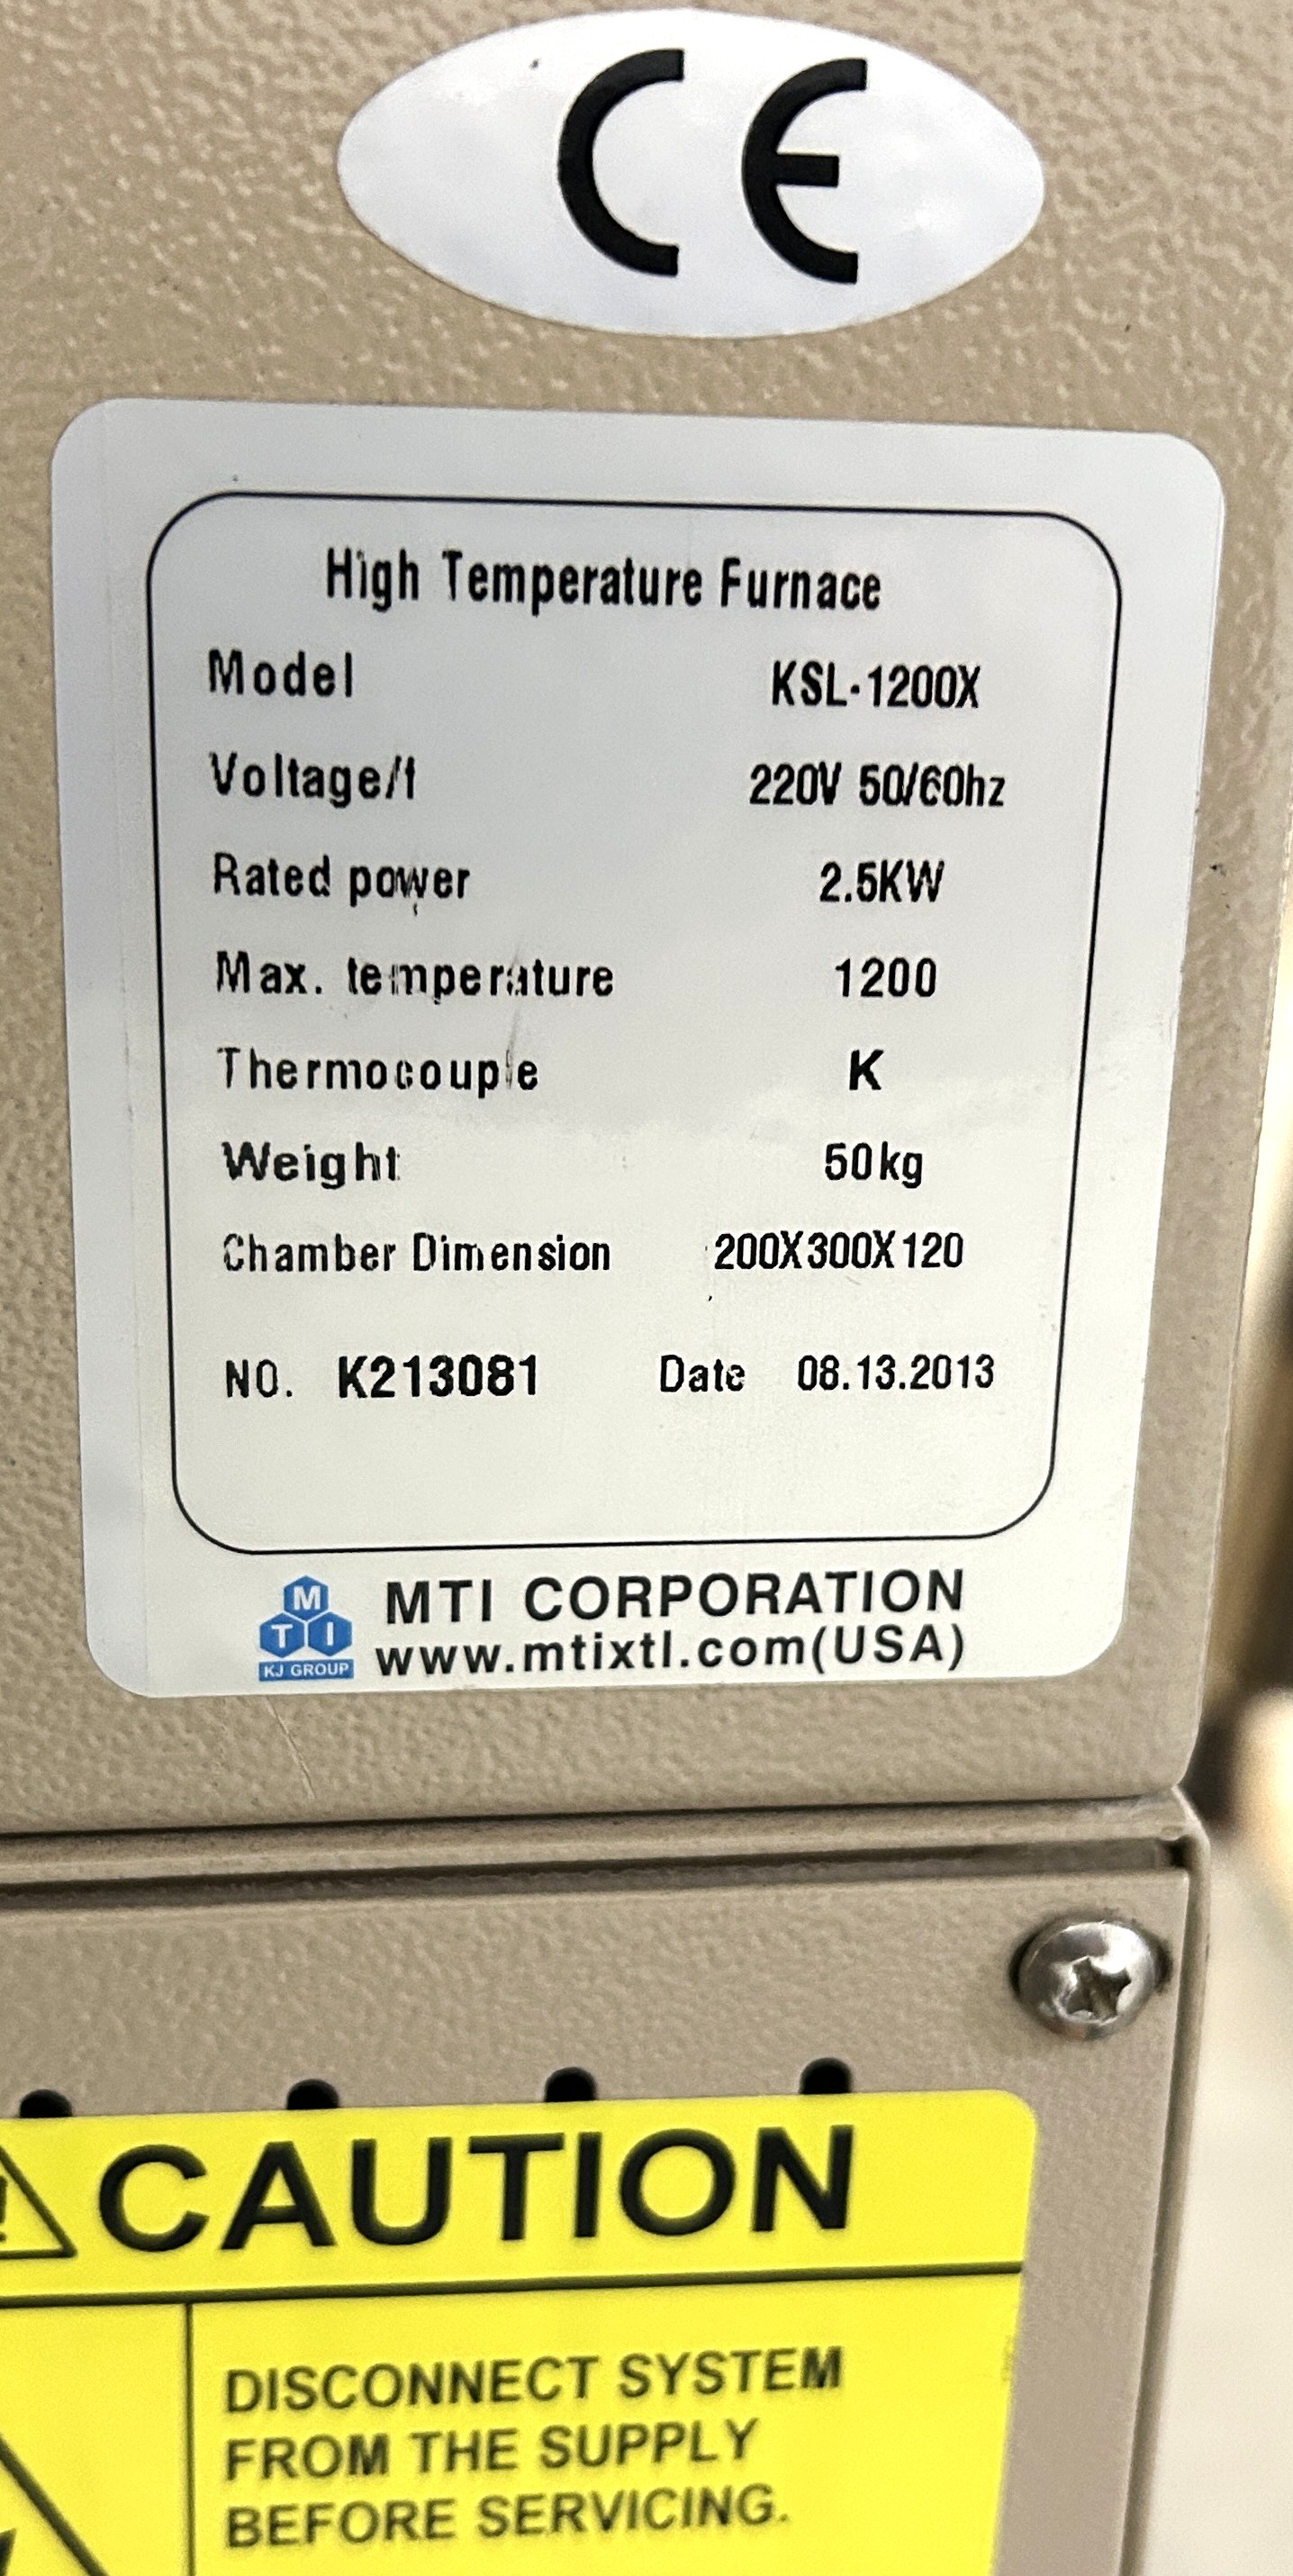 CE
High Temperature Furnace
Model KSL-1200X
Voltage/f 220V 50/60hz
Rated power 2.5KW
Max. temperature 1200
Thermocouple K
Weight 50kg
Chamber Dimension 200X300X120
NO. K213081 Date 08.13.2013
M
TI
KJ GROUP
MTI CORPORATION
www.mtixtl.com(USA)
! CAUTION
DISCONNECT SYSTEM
FROM THE SUPPLY
BEFORE SERVICING.